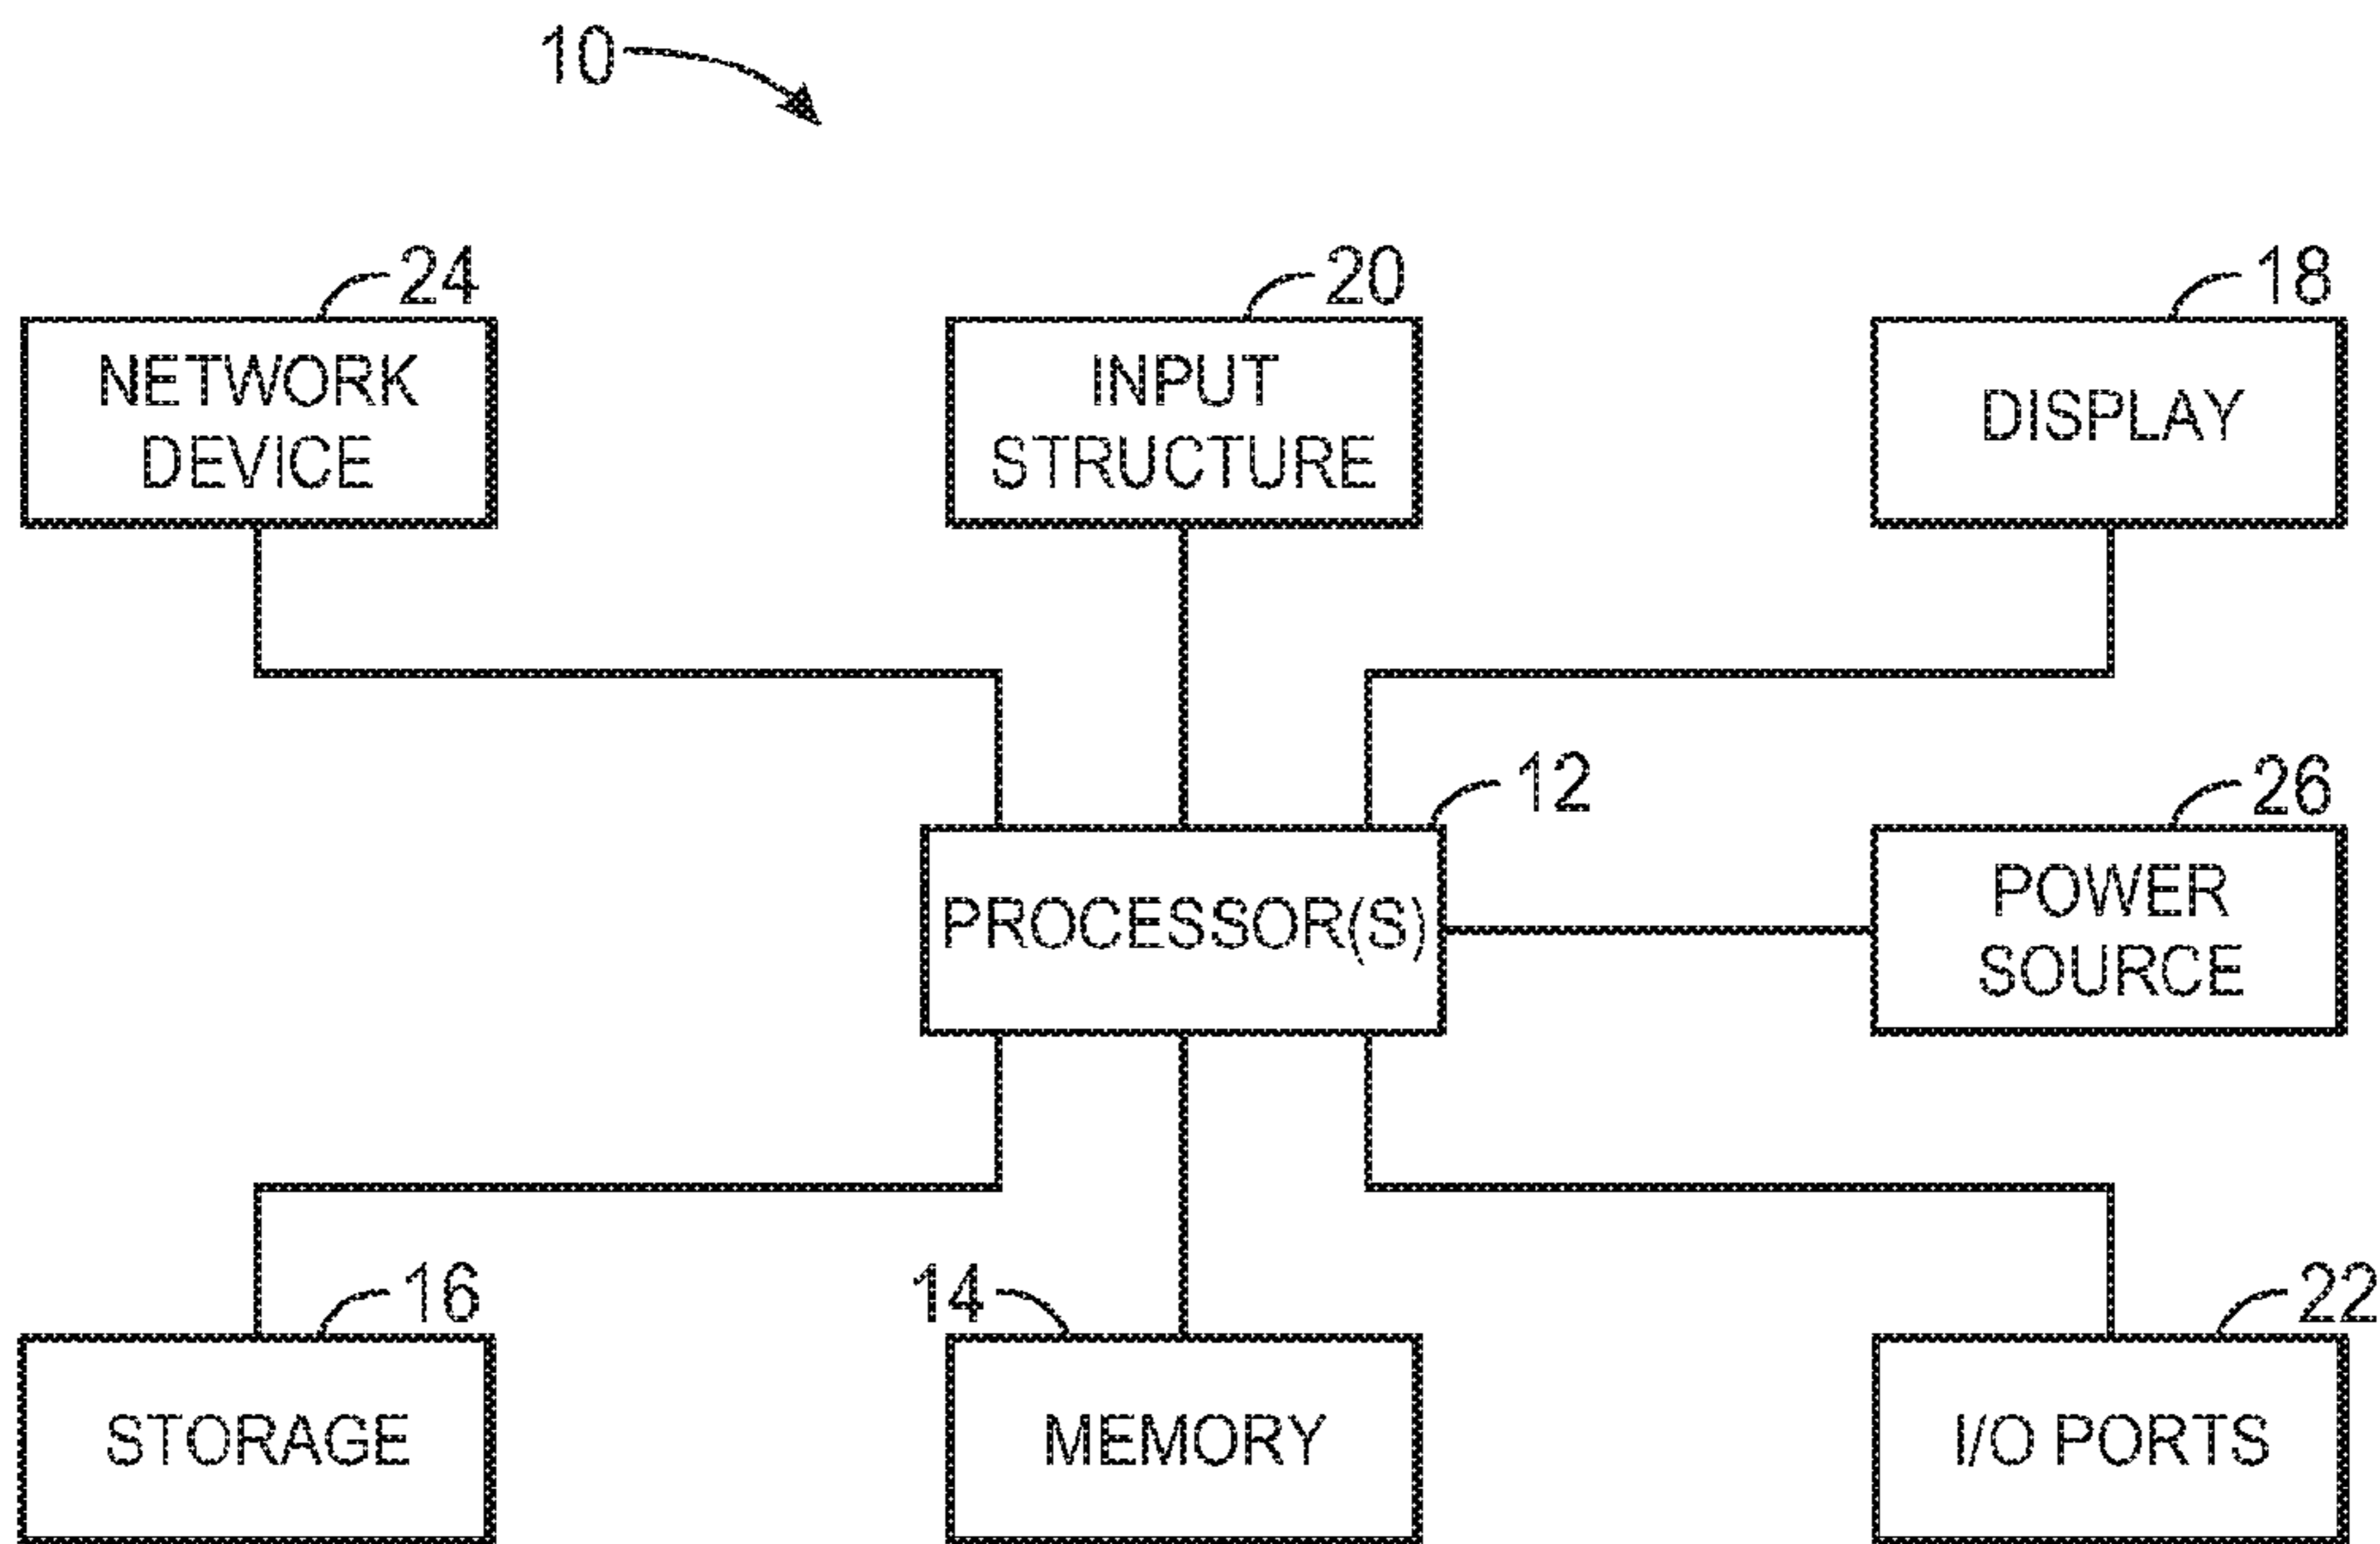 10
24
20
18
NETWORK
DEVICE
INPUT
STRUCTURE
DISPLAY
12
26
PROCESSOR(S)
POWER
SOURCE
16
14
22
STORAGE
MEMORY
I/O PORTS